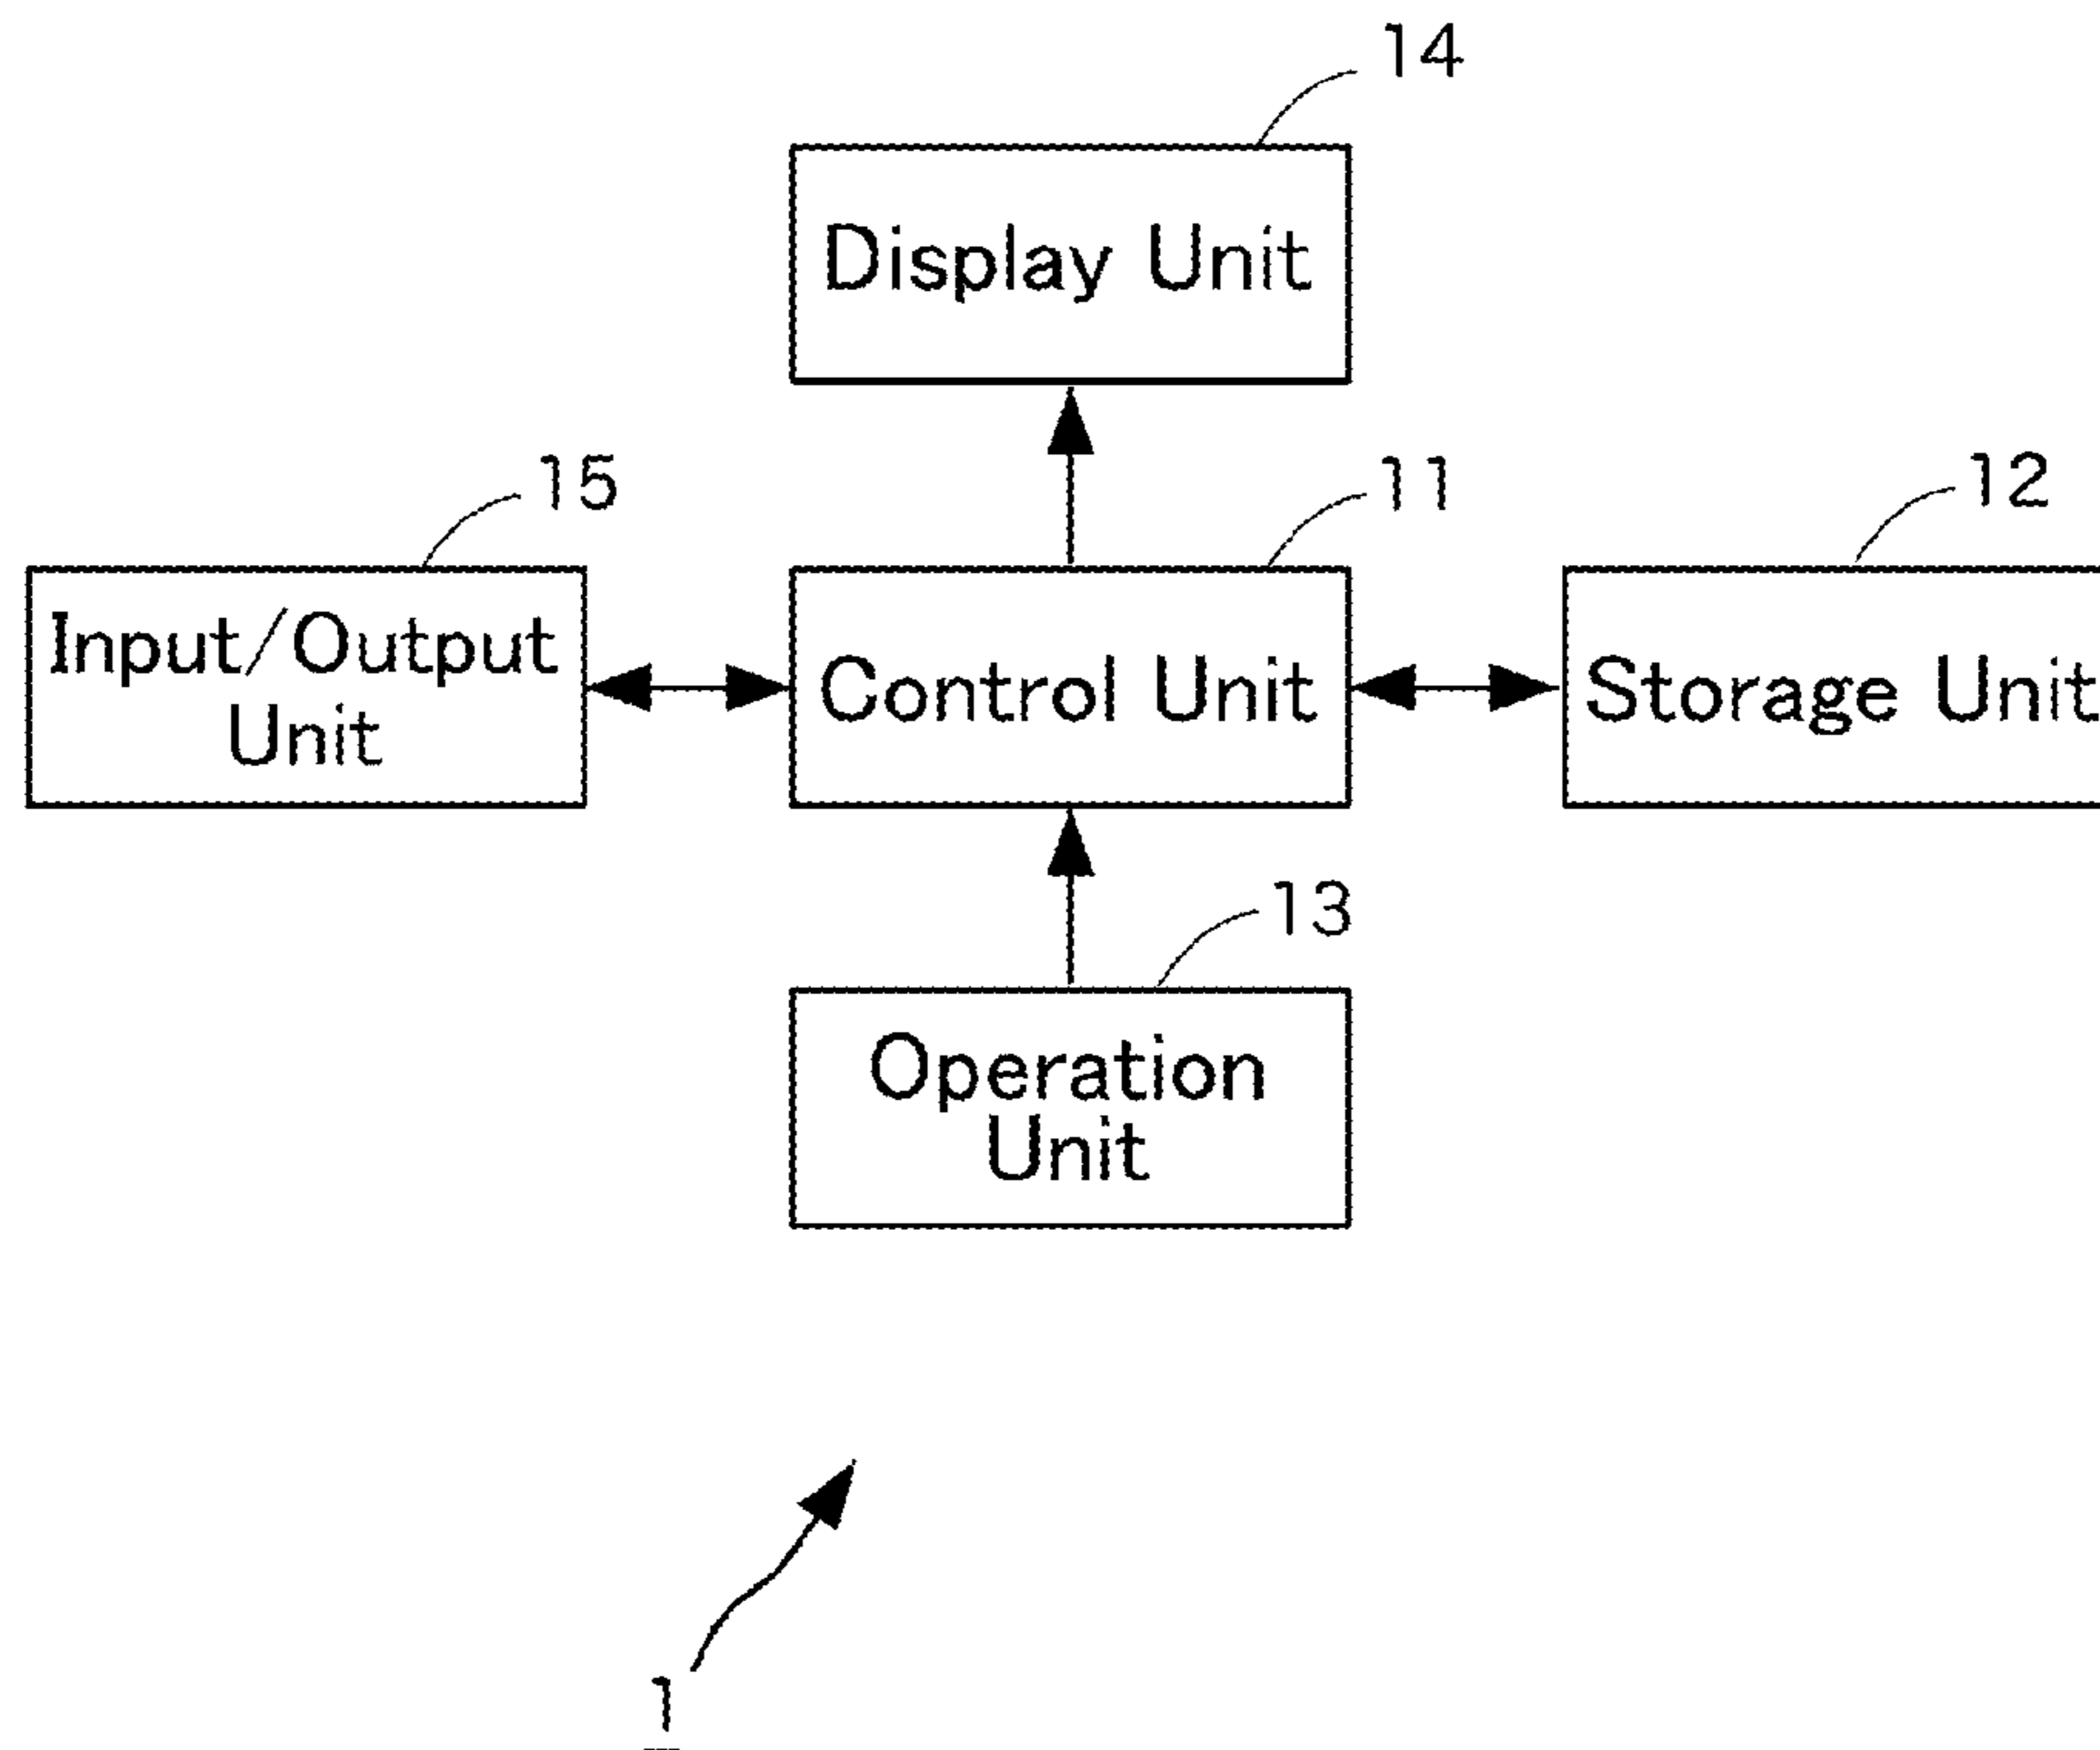 14
Display Unit
15
11
12
Input/Output
Unit
Control Unit
Storage Unit
13
Operation
Unit
1